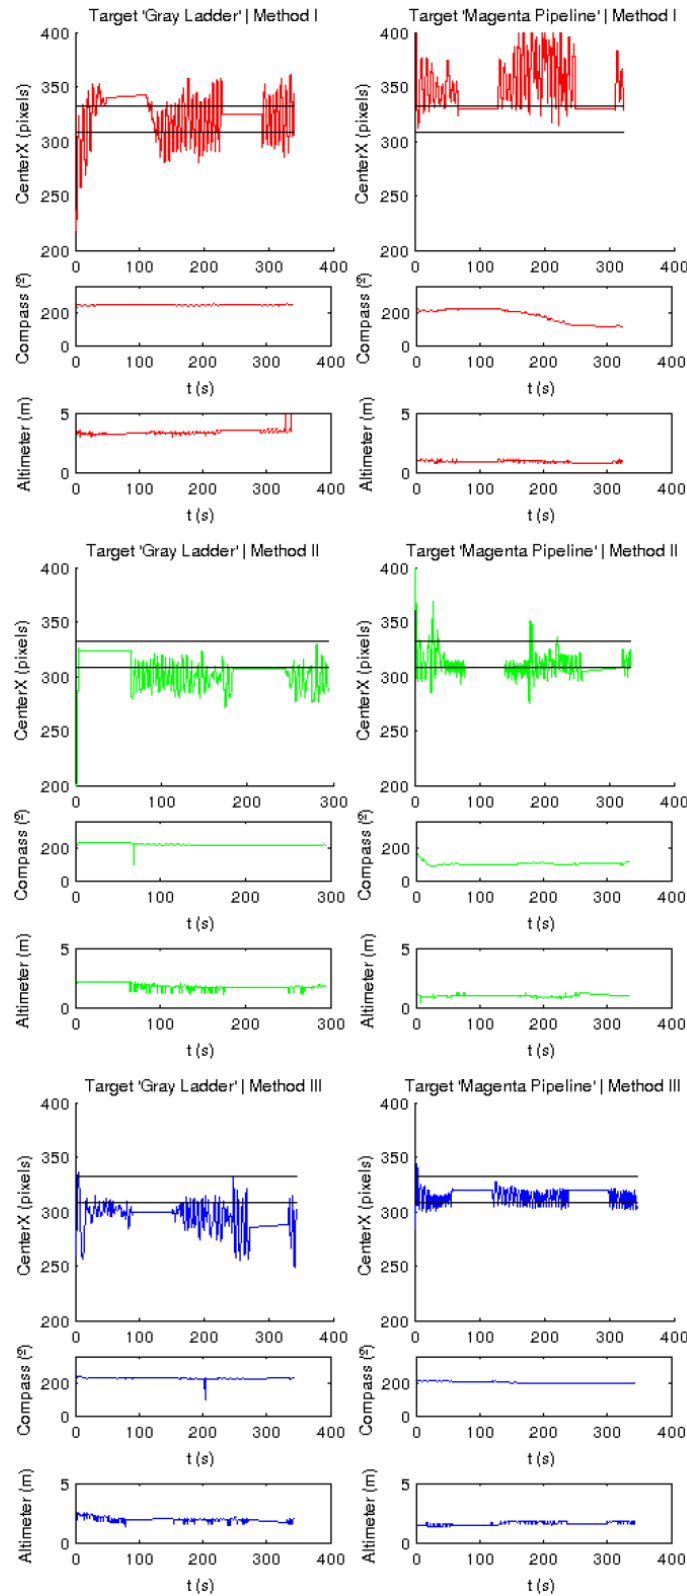 Target 'Gray Ladder' | Method I
Target 'Magenta Pipeline' | Method I
CenterX (pixels)
400
350
300
250
200
0 100 200 300 400
CenterX (pixels)
400
350
300
250
200
0 100 200 300 400
Compass (º)
200
0
0 100 200 300 400
t (s)
Compass (º)
200
0
0 100 200 300 400
t (s)
Altimeter (m)
5
0
0 100 200 300 400
t (s)
Altimeter (m)
5
0
0 100 200 300 400
t (s)
Target 'Gray Ladder' | Method II
Target 'Magenta Pipeline' | Method II
CenterX (pixels)
400
350
300
250
200
0 100 200 300
CenterX (pixels)
400
350
300
250
200
0 100 200 300 400
Compass (º)
200
0
0 100 200 300
t (s)
Compass (º)
200
0
0 100 200 300 400
t (s)
Altimeter (m)
5
0
0 100 200 300
t (s)
Altimeter (m)
5
0
0 100 200 300 400
t (s)
Target 'Gray Ladder' | Method III
Target 'Magenta Pipeline' | Method III
CenterX (pixels)
400
350
300
250
200
0 100 200 300 400
CenterX (pixels)
400
350
300
250
200
0 100 200 300 400
Compass (º)
200
0
0 100 200 300 400
t (s)
Compass (º)
200
0
0 100 200 300 400
t (s)
Altimeter (m)
5
0
0 100 200 300 400
t (s)
Altimeter (m)
5
0
0 100 200 300 400
t (s)